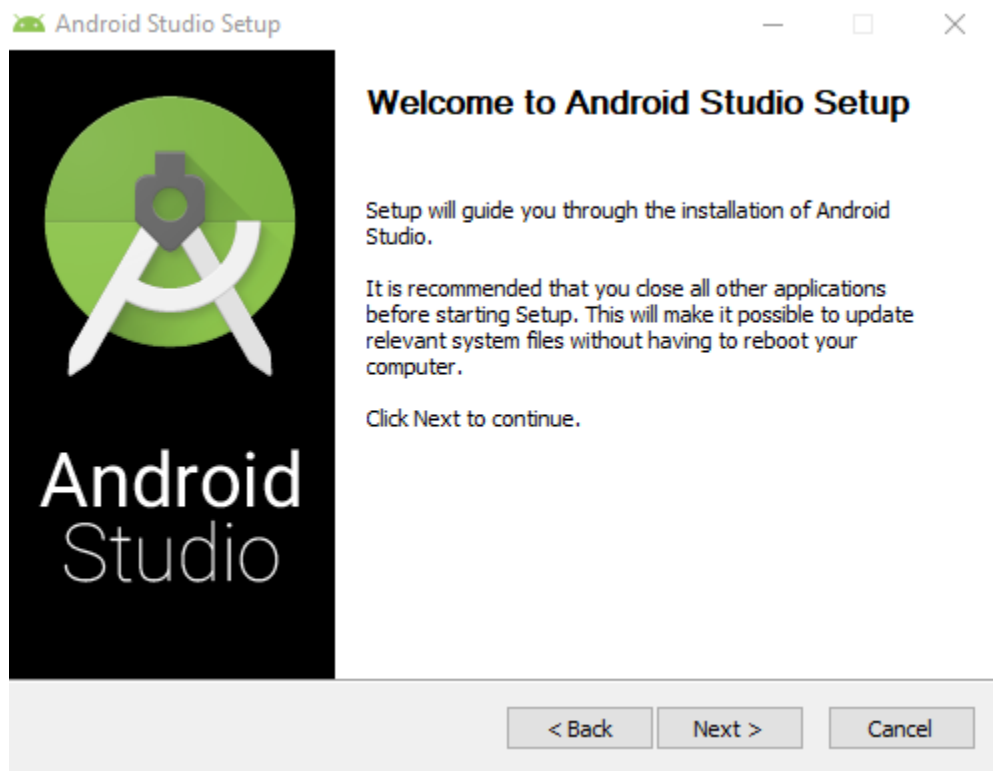 Android Studio Setup
Welcome to Android Studio Setup
Setup will guide you through the installation of Android
Studio.
It is recommended that you close all other applications
before starting Setup. This will make it possible to update
relevant system files without having to reboot your
computer.
Click Next to continue.
Android
Studio
< Back
Next >
Cancel